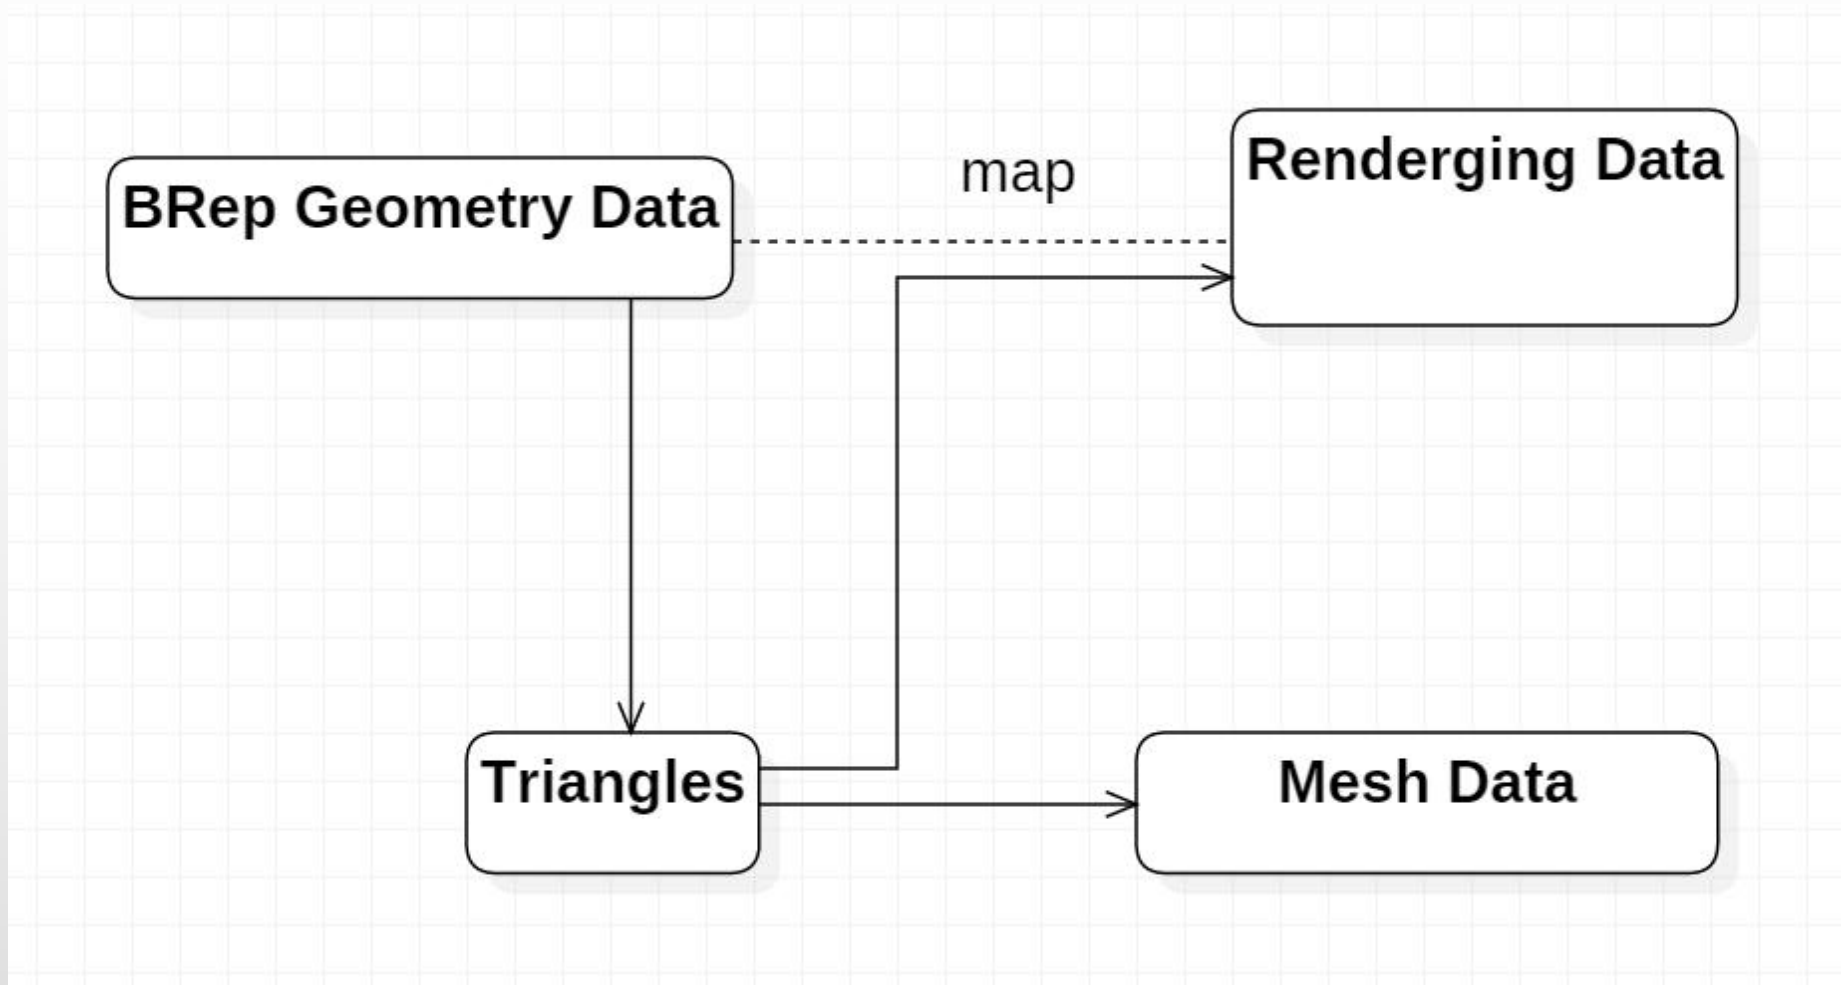 BRep Geometry Data
map
Renderging Data
Triangles
Mesh Data